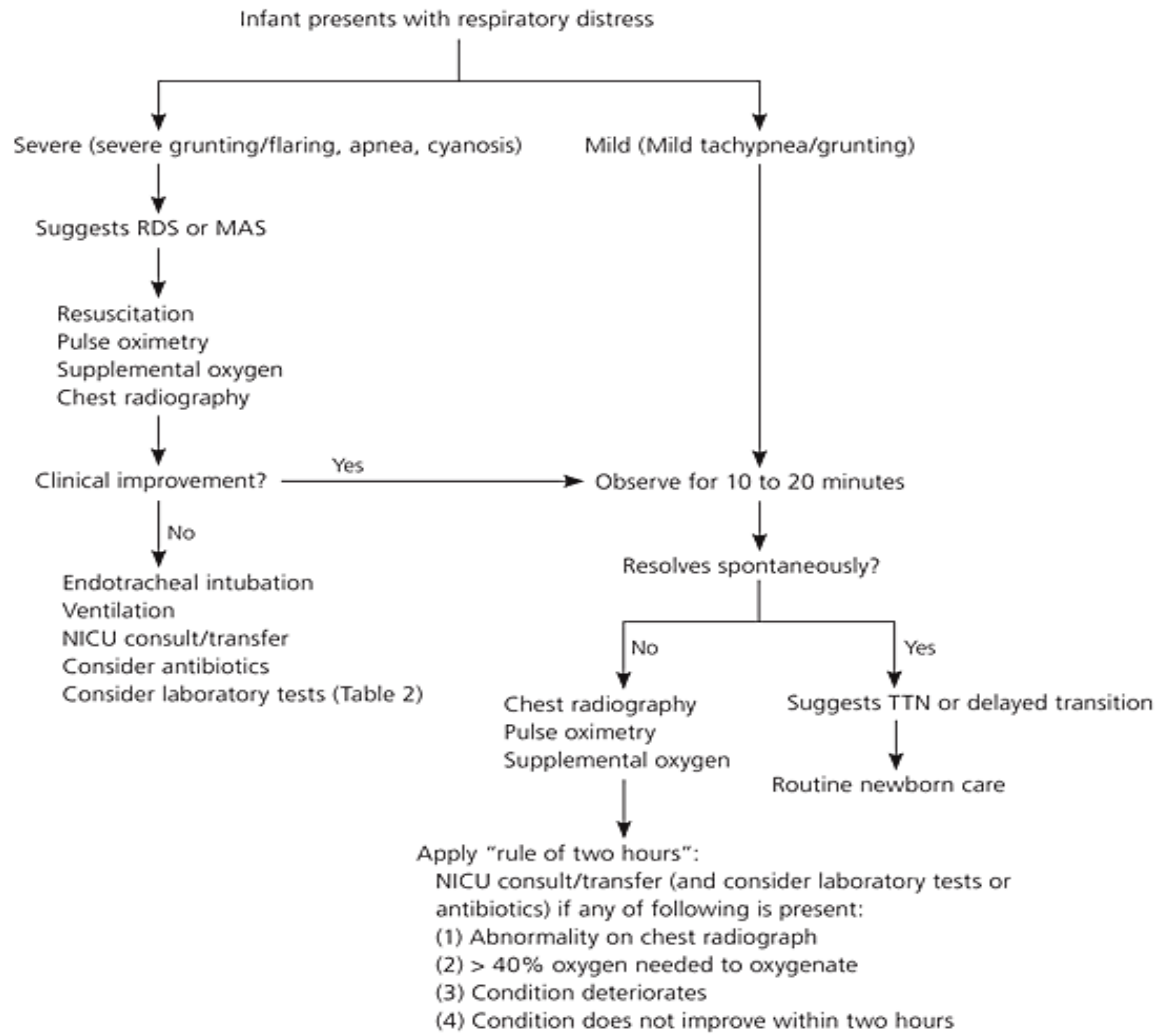 Infant presents with respiratory distress
Severe (severe grunting/flaring, apnea, cyanosis)
Mild (Mild tachypnea/grunting)
Suggests RDS or MAS
Resuscitation
Pulse oximetry
Supplemental oxygen
Chest radiography
Clinical improvement?
Yes
Observe for 10 to 20 minutes
No
Endotracheal intubation
Ventilation
NICU consult/transfer
Consider antibiotics
Consider laboratory tests (Table 2)
Resolves spontaneously?
No
Yes
Chest radiography
Pulse oximetry
Supplemental oxygen
Suggests TTN or delayed transition
Routine newborn care
Apply “rule of two hours”:
NICU consult/transfer (and consider laboratory tests or
antibiotics) if any of following is present:
(1) Abnormality on chest radiograph
(2) > 40% oxygen needed to oxygenate
(3) Condition deteriorates
(4) Condition does not improve within two hours